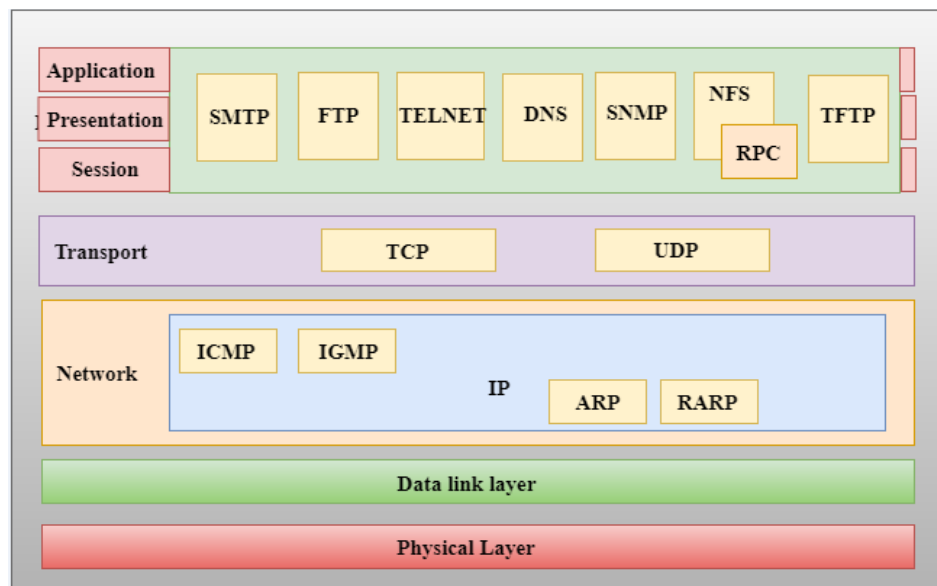 Application
Presentation
Session
SMTP
FTP
TELNET
DNS
SNMP
NFS
RPC
TFTP
Transport
TCP
UDP
Network
ICMP
IGMP
IP
ARP
RARP
Data link layer
Physical Layer